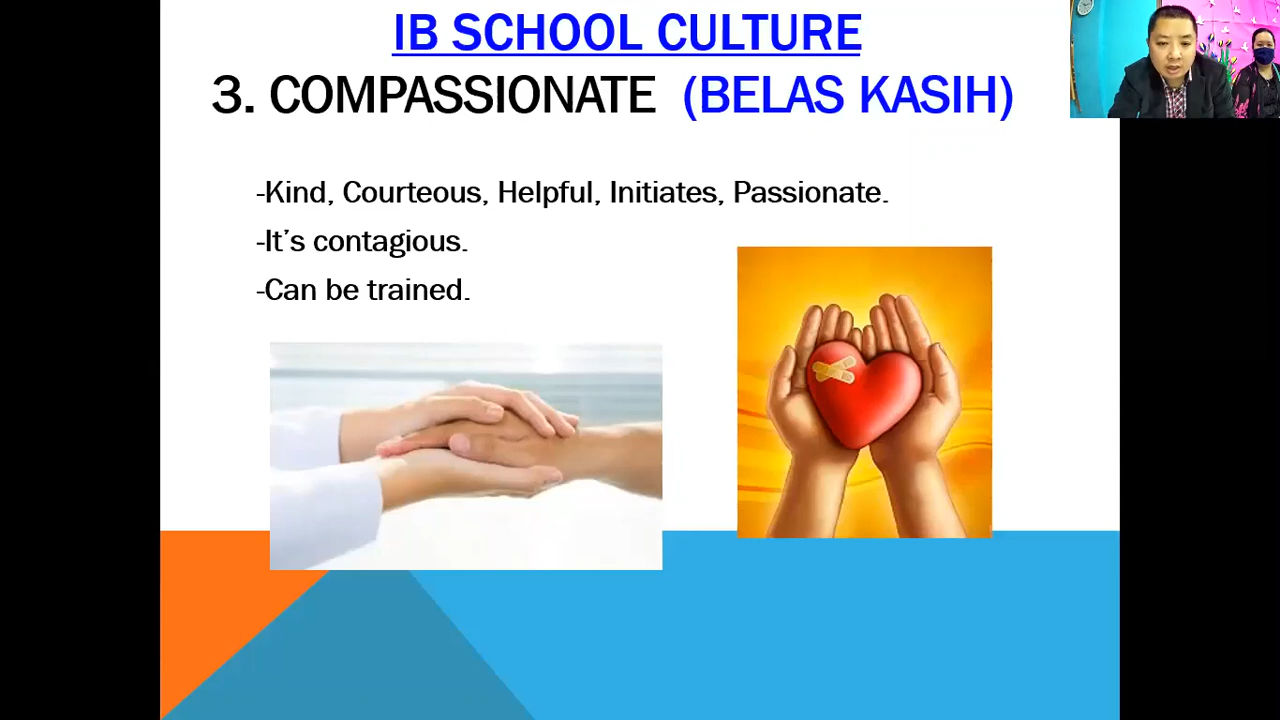 IB SCHOOL CULTURE
3. COMPASSIONATE (BELAS KASIH)
-Kind, Courteous, Helpful, Initiates, Passionate.
-It’s contagious.
-Can be trained.